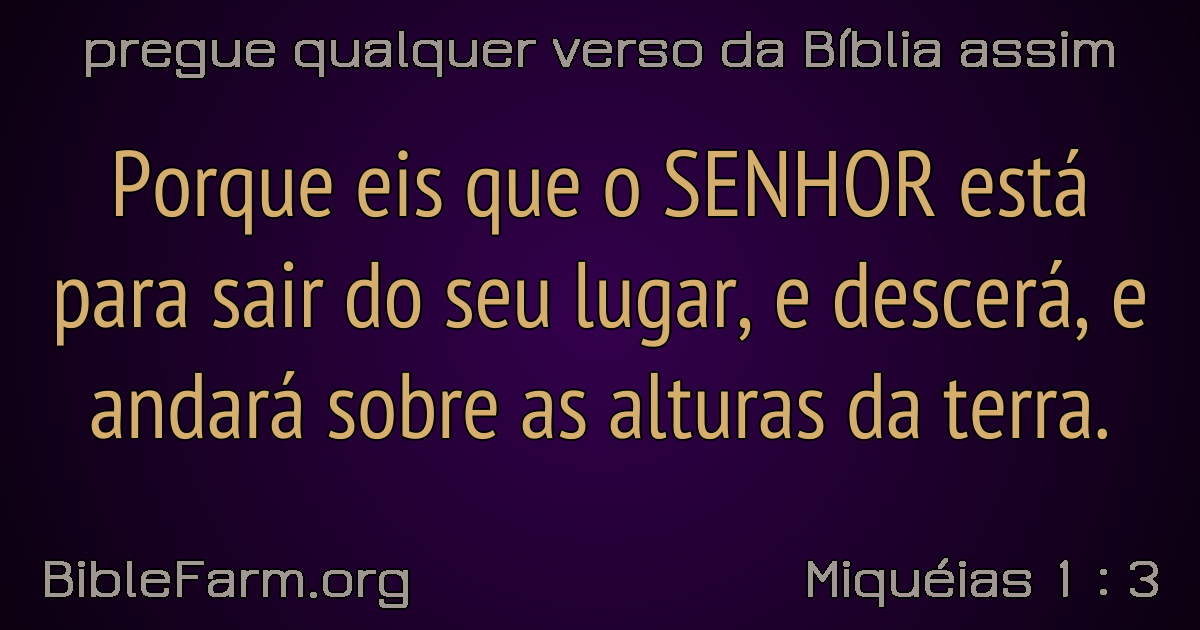 pregue qualquer verso da Bíblia assim
Porque eis que o SENHOR está
para sair do seu lugar, e descerá, e
andará sobre as alturas da terra.
BibleFarm.org
Miquéias 1 : 3